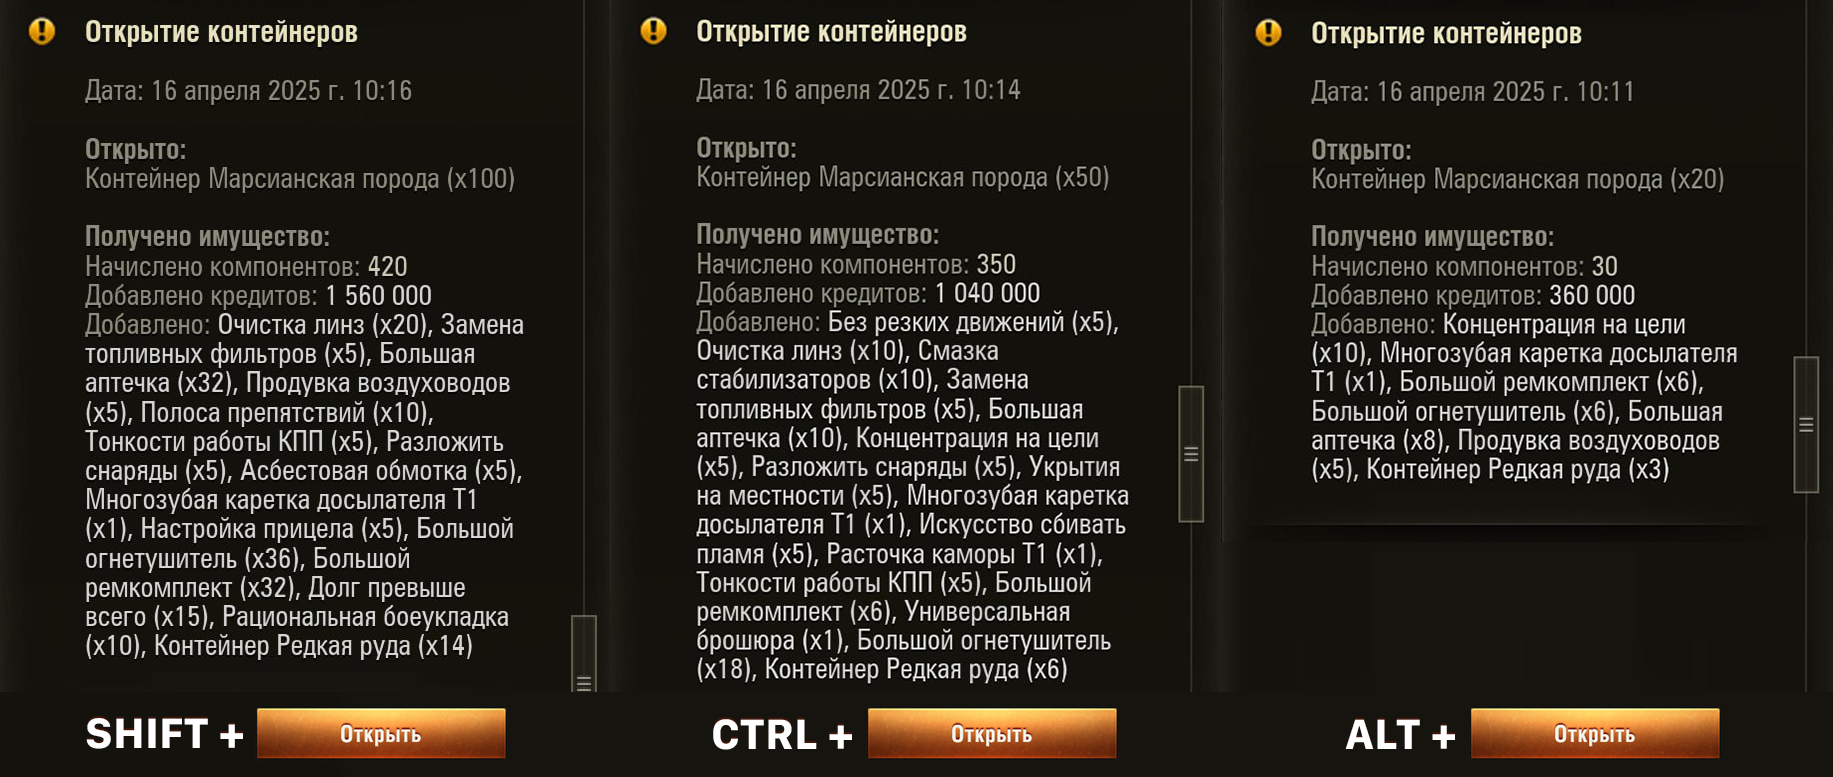 Открытие контейнеров
Дата: 16 апреля 2025 г. 10:16
Открыто:
Контейнер Марсианская порода (x100)
Получено имущество:
Начислено компонентов: 420
Добавлено кредитов: 1 560 000
Добавлено: Очистка линз (x20), Замена
топливных фильтров (x5), Большая
аптечка (x32), Продувка воздуховодов
(x5), Полоса препятствий (x10),
Тонкости работы КПП (x5), Разложить
снаряды (x5), Асбестовая обмотка (x5),
Многозубая каретка досылателя Т1
(x1), Настройка прицела (x5), Большой
огнетушитель (x36), Большой
ремкомплект (x32), Долг превыше
всего (x15), Рациональная боеукладка
(x10), Контейнер Редкая руда (x14)
SHIFT + Открыть
Открытие контейнеров
Дата: 16 апреля 2025 г. 10:14
Открыто:
Контейнер Марсианская порода (x50)
Получено имущество:
Начислено компонентов: 350
Добавлено кредитов: 1 040 000
Добавлено: Без резких движений (x5),
Очистка линз (x10), Смазка
стабилизаторов (x10), Замена
топливных фильтров (x5), Большая
аптечка (x10), Концентрация на цели
(x5), Разложить снаряды (x5), Укрытия
на местности (x5), Многозубая каретка
досылателя Т1 (x1), Искусство сбивать
пламя (x5), Расточка каморы Т1 (x1),
Тонкости работы КПП (x5), Большой
ремкомплект (x6), Универсальная
брошюра (x1), Большой огнетушитель
(x18), Контейнер Редкая руда (x6)
CTRL + Открыть
Открытие контейнеров
Дата: 16 апреля 2025 г. 10:11
Открыто:
Контейнер Марсианская порода (x20)
Получено имущество:
Начислено компонентов: 30
Добавлено кредитов: 360 000
Добавлено: Концентрация на цели
(x10), Многозубая каретка досылателя
Т1 (x1), Большой ремкомплект (x6),
Большой огнетушитель (x6), Большая
аптечка (x8), Продувка воздуховодов
(x5), Контейнер Редкая руда (x3)
ALT + Открыть